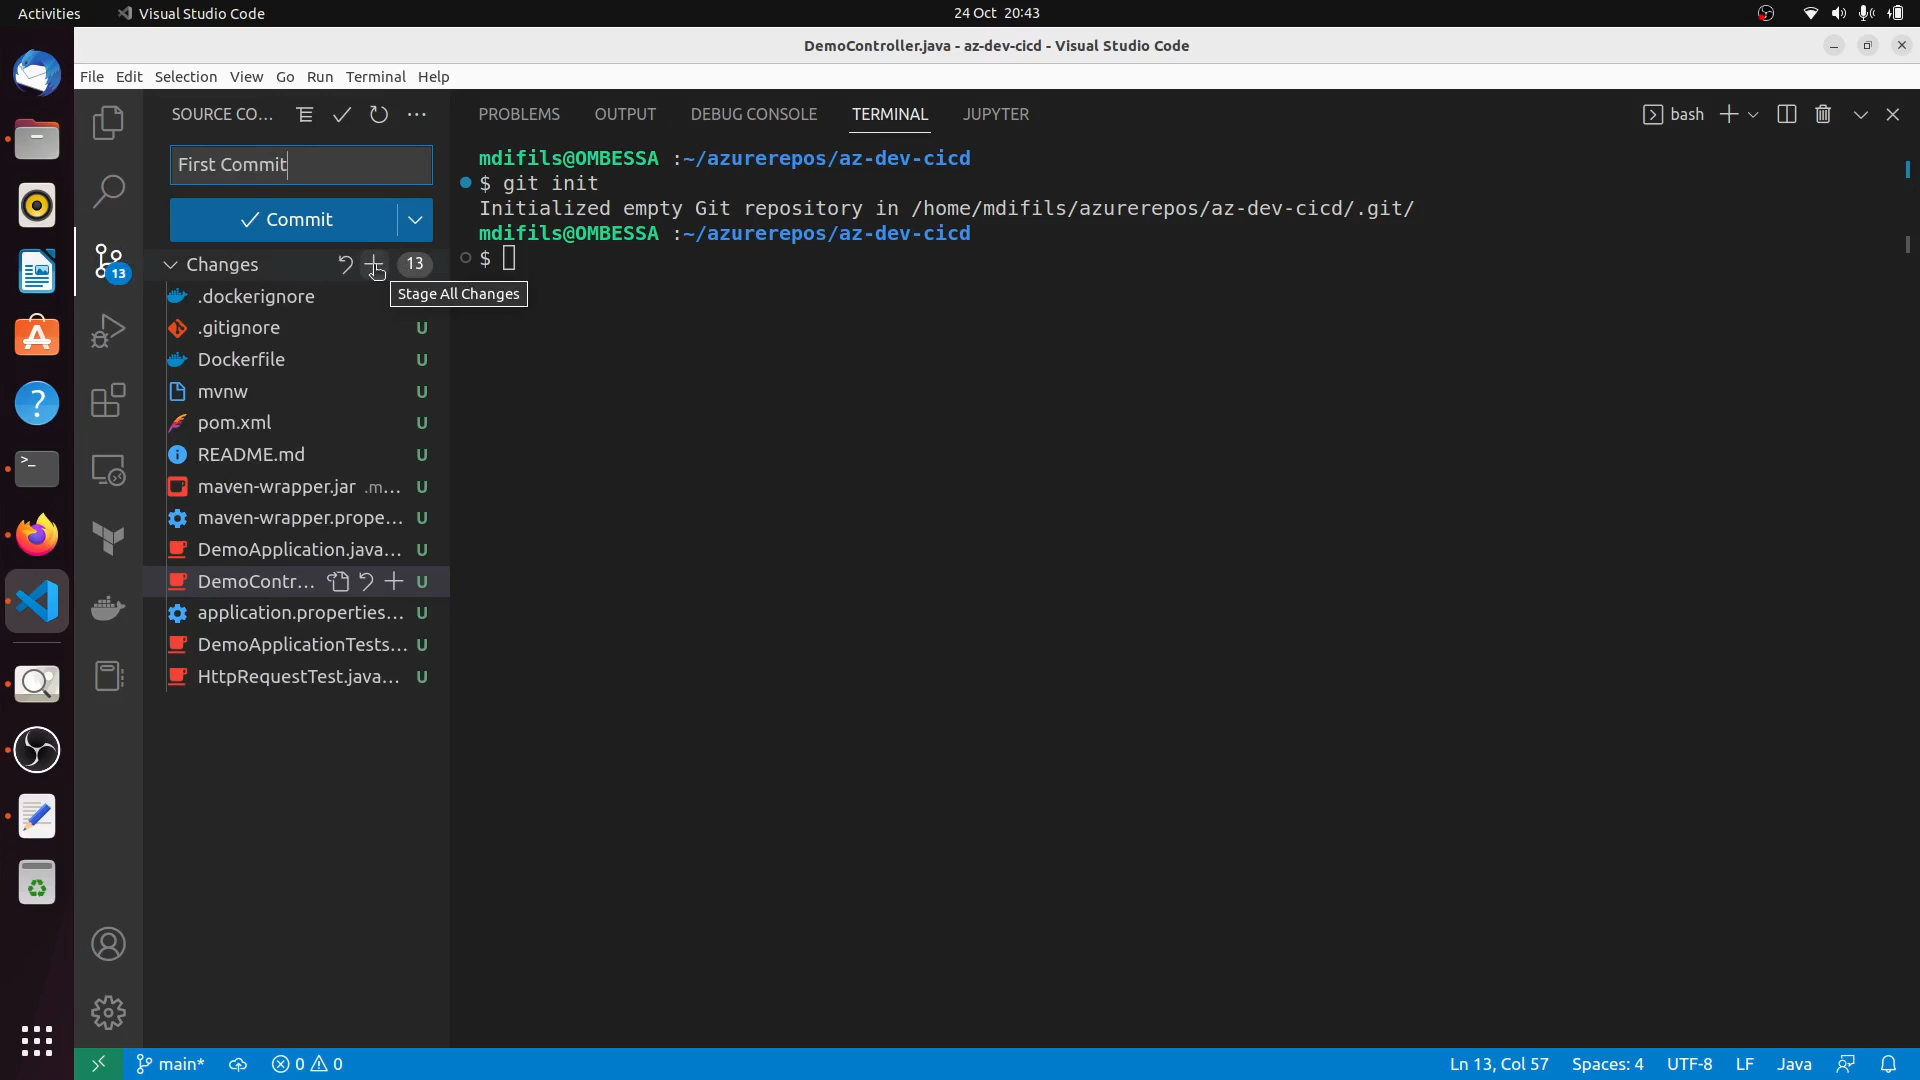 Activities Visual Studio Code 24 Oct 20:43
DemoController.java - az-dev-cicd - Visual Studio Code
File Edit Selection View Go Run Terminal Help
SOURCE CO...
First Commit
Commit
Changes 13
Stage All Changes
.dockerignore
.gitignore U
Dockerfile U
mvnw U
pom.xml U
README.md U
maven-wrapper.jar .m... U
maven-wrapper.prope... U
DemoApplication.java... U
DemoContr... U
application.properties... U
DemoApplicationTests... U
HttpRequestTest.java... U
13
PROBLEMS OUTPUT DEBUG CONSOLE TERMINAL JUPYTER bash
mdifils@OMBESSA :~/azurerepos/az-dev-cicd
$ git init
Initialized empty Git repository in /home/mdifils/azurerepos/az-dev-cicd/.git/
mdifils@OMBESSA :~/azurerepos/az-dev-cicd
$
main* 0 0 Ln 13, Col 57 Spaces: 4 UTF-8 LF Java